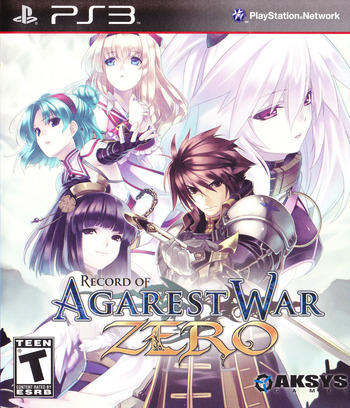 PS3
PlayStation®Network
RECORD OF
AGAREST WAR
ZERO
TEEN
T
CONTENT RATED BY
ESRB
AKSYS
GAMES